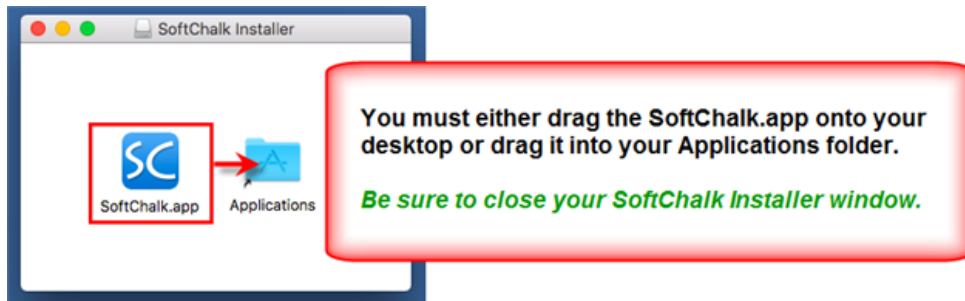 SoftChalk Installer
You must either drag the SoftChalk.app onto your
desktop or drag it into your Applications folder.
Be sure to close your SoftChalk Installer window.
SC
SoftChalk.app
Applications